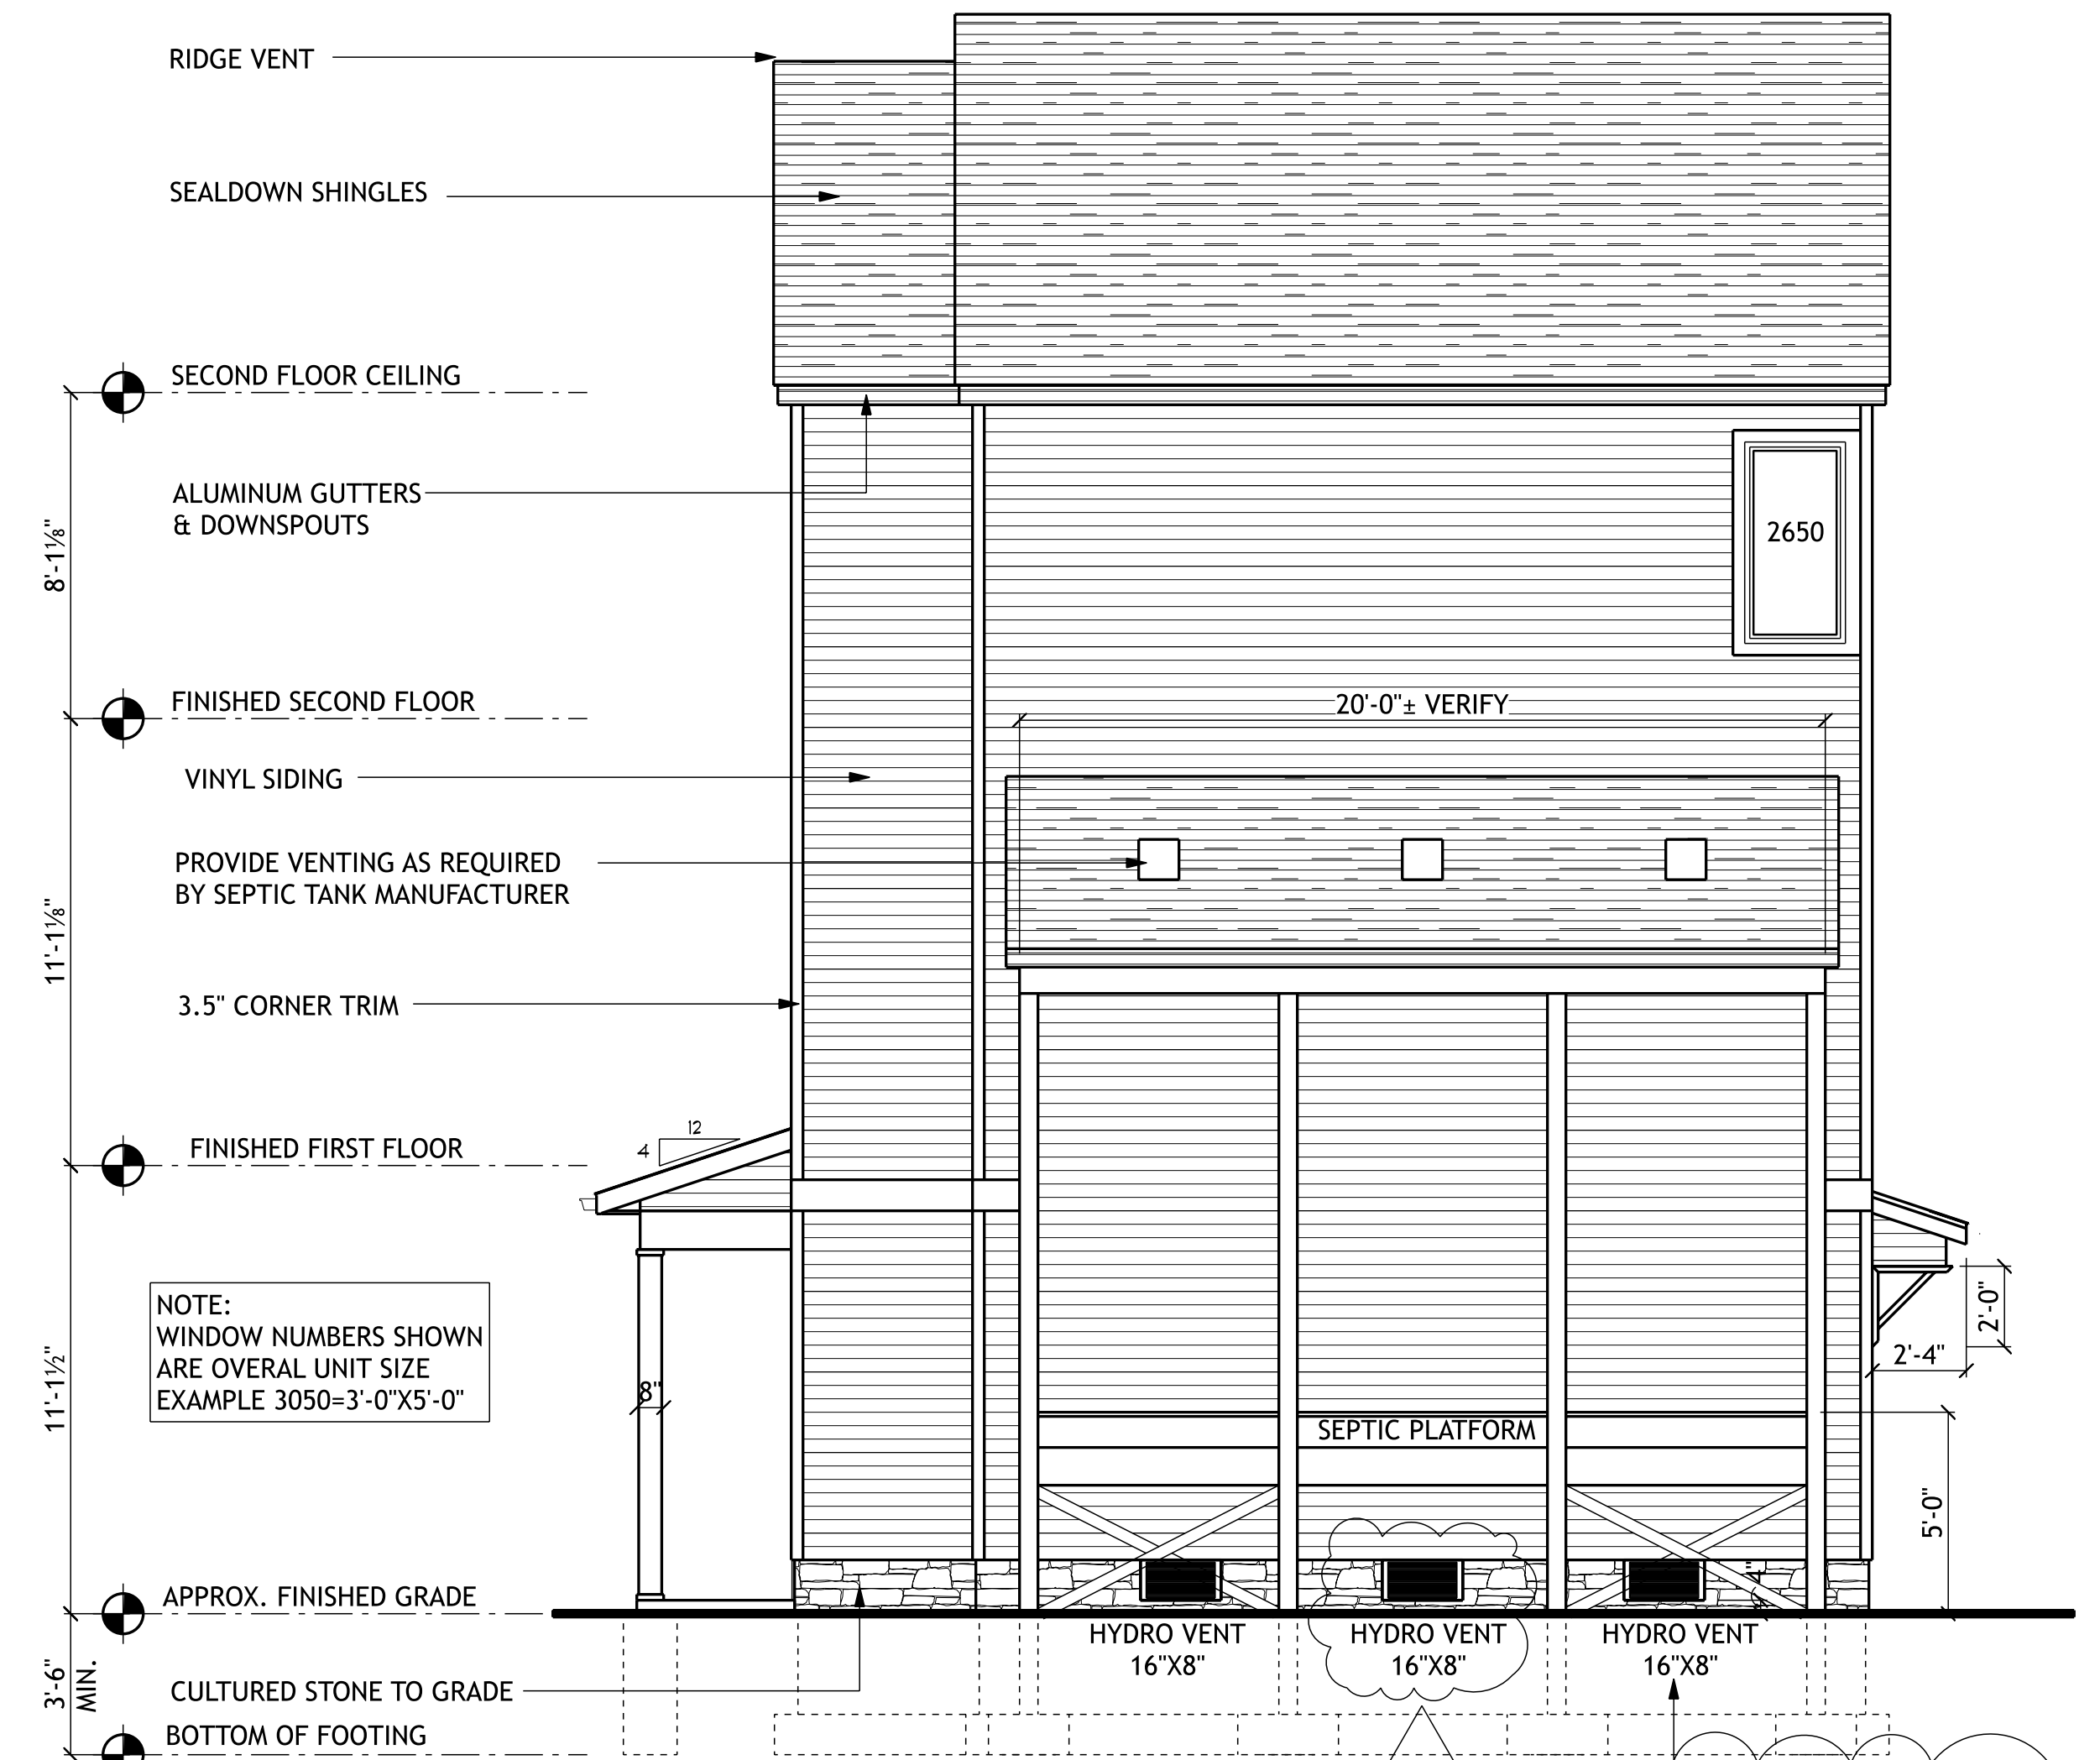 RIDGE VENT
SEALDOWN SHINGLES
SECOND FLOOR CEILING
ALUMINUM GUTTERS
& DOWNSPOUTS
8'-1⅛"
2650
FINISHED SECOND FLOOR
20'-0"± VERIFY
VINYL SIDING
PROVIDE VENTING AS REQUIRED
BY SEPTIC TANK MANUFACTURER
11'-1⅛"
3.5" CORNER TRIM
12
4
FINISHED FIRST FLOOR
NOTE:
WINDOW NUMBERS SHOWN
ARE OVERAL UNIT SIZE
EXAMPLE 3050=3'-0"X5'-0"
8"
11'-1½"
2'-0"
2'-4"
SEPTIC PLATFORM
5'-0"
APPROX. FINISHED GRADE
HYDRO VENT
16"X8"
HYDRO VENT
16"X8"
HYDRO VENT
16"X8"
3'-6"
MIN.
CULTURED STONE TO GRADE
BOTTOM OF FOOTING